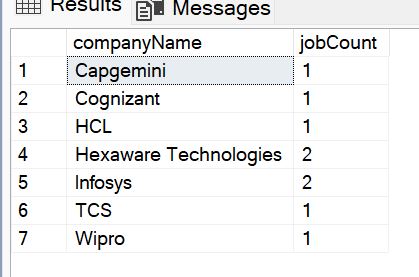 Results Messages
companyName jobCount
1 Capgemini 1
2 Cognizant 1
3 HCL 1
4 Hexaware Technologies 2
5 Infosys 2
6 TCS 1
7 Wipro 1